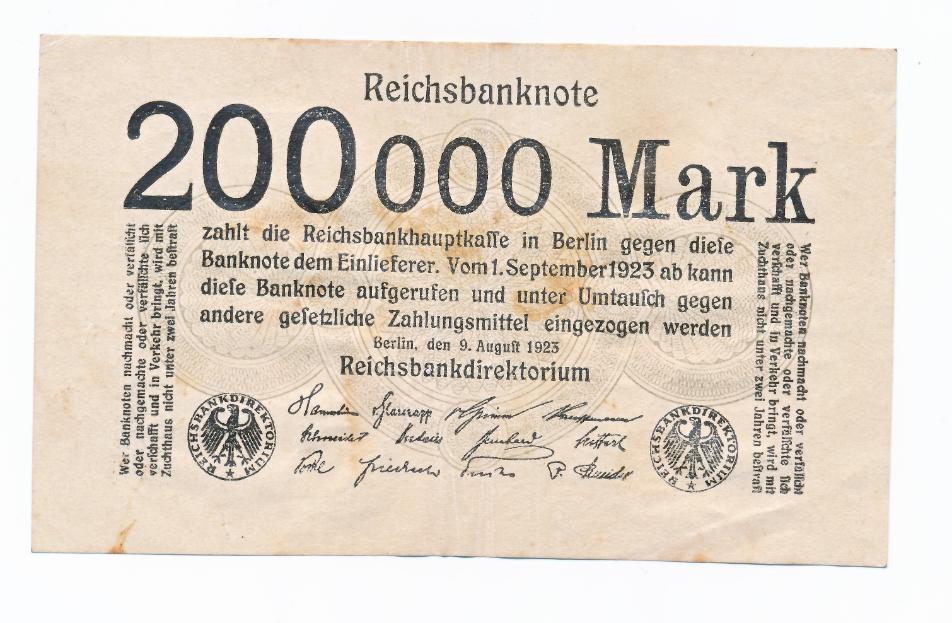 Reichsbanknote
200000 Mark
zahlt die Reichsbankhauptkaſſe in Berlin gegen dieſe
Banknote dem Einlieferer. Vom 1. September 1923 ab kann
dieſe Banknote aufgerufen und unter Umtauſch gegen
andere geſetzliche Zahlungsmittel eingezogen werden
Berlin, den 9. Auguſt 1923
Reichsbankdirektorium
Wer Banknoten nachmacht oder verfälſcht
oder nachgemachte oder verfälſchte ſich
verſchafft und in Verkehr bringt, wird mit
Zuchthaus nicht unter zwei Jahren beſtraft
Wer Banknoten nachmacht oder verfälſcht
oder nachgemachte oder verfälſchte ſich
verſchafft und in Verkehr bringt, wird mit
Zuchthaus nicht unter zwei Jahren beſtraft
REICHSBANKDIREKTORIUM
REICHSBANKDIREKTORIUM